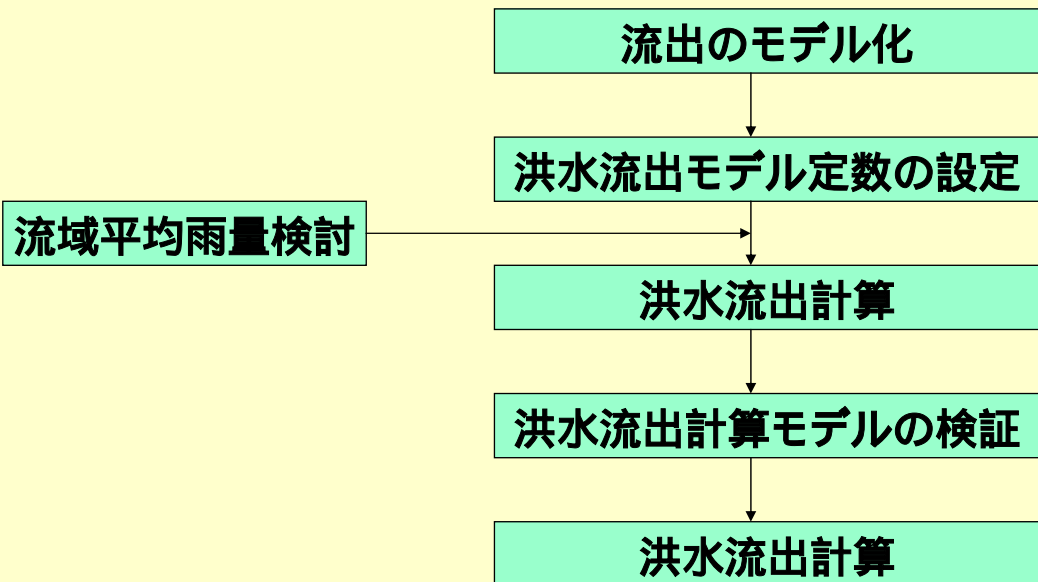 流出のモデル化
洪水流出モデル定数の設定
流域平均雨量検討
洪水流出計算
洪水流出計算モデルの検証
洪水流出計算